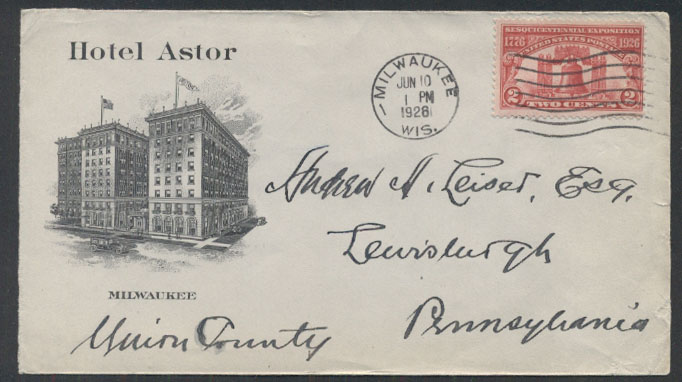 Hotel Astor
MILWAUKEE
JUN 10
1 PM
1926
WIS.
SESQUICENTENNIAL EXPOSITION
1776 1926
UNITED STATES POSTAGE
2 TWO CENTS 2
Andrew A. Leiser, Esq.
Lewisburgh
Pennsylvania
MILWAUKEE
Union County